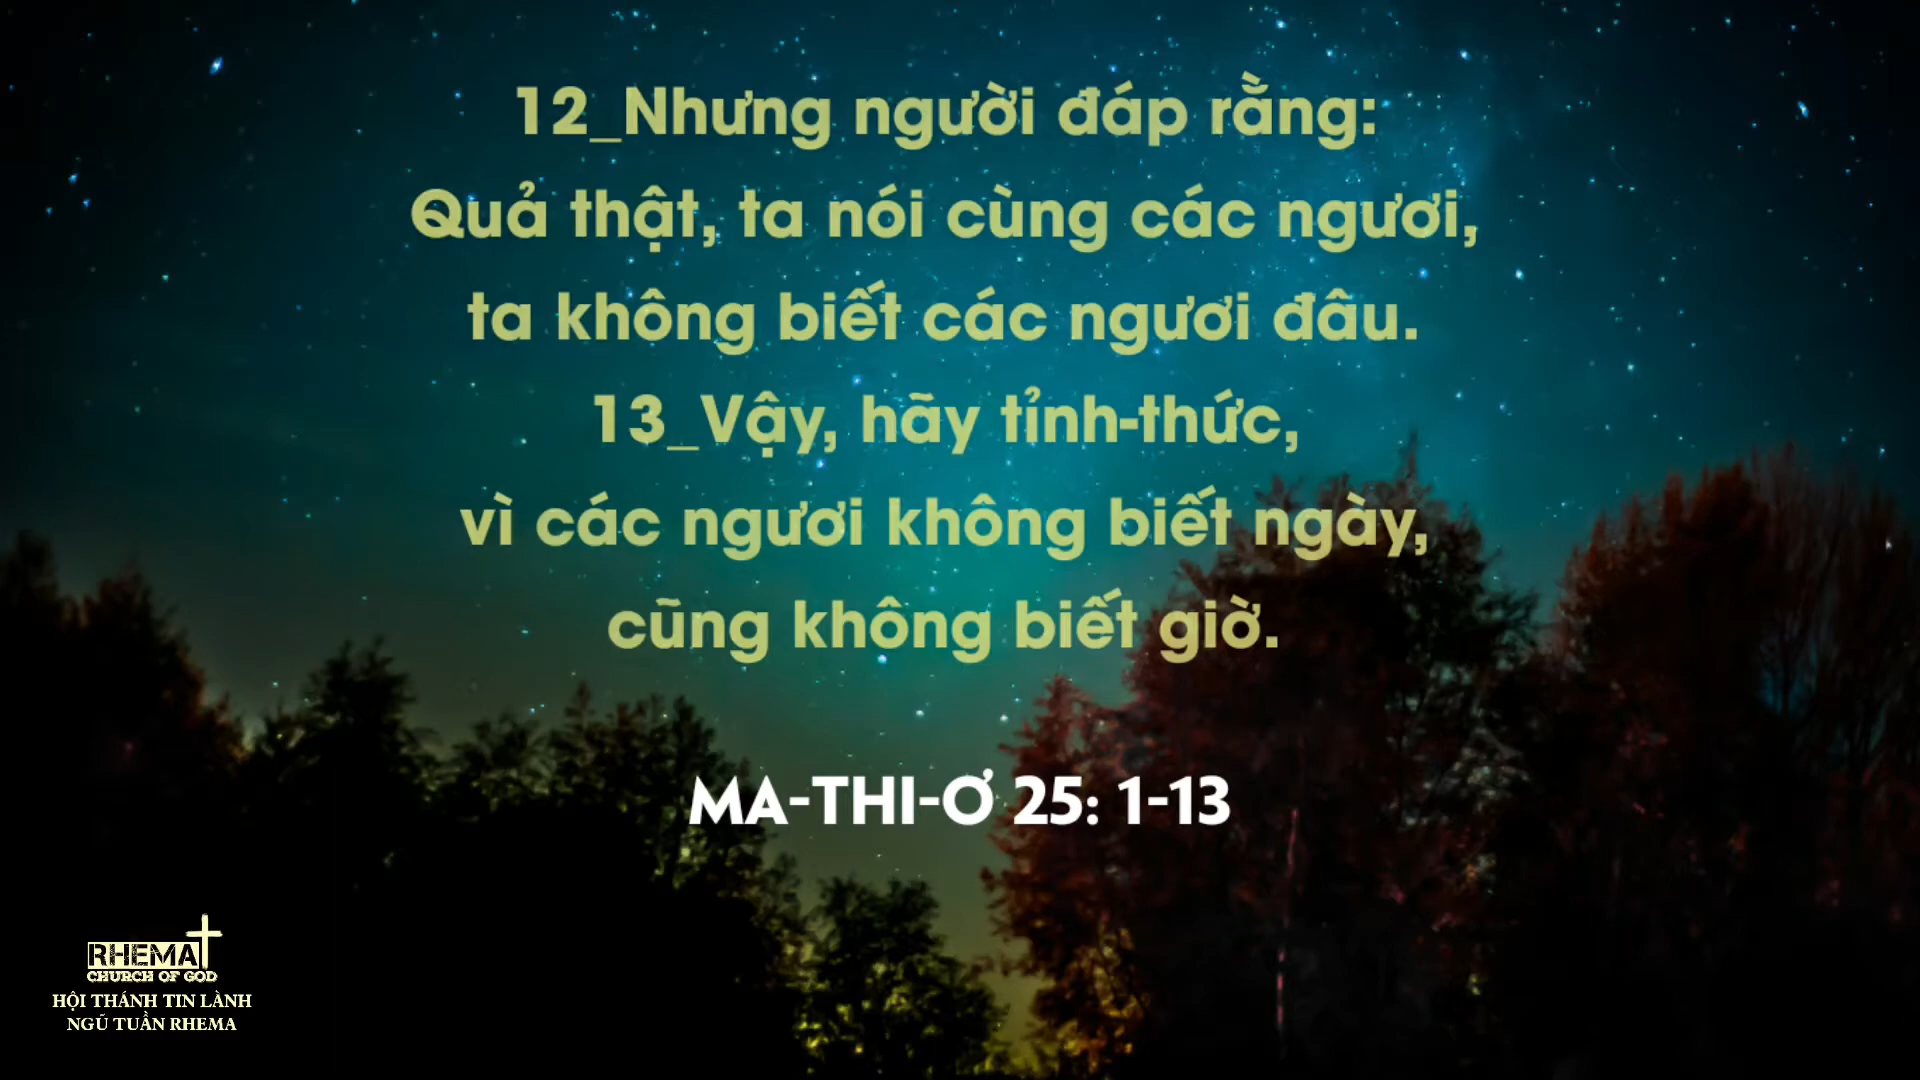 12_Nhưng người đáp rằng:
Quả thật, ta nói cùng các ngươi,
ta không biết các ngươi đâu.
13_Vậy, hãy tỉnh-thức,
vì các ngươi không biết ngày,
cũng không biết giờ.
MA-THI-Ơ 25: 1-13
RHEMA
CHURCH OF GOD
HỘI THÁNH TIN LÀNH
NGŨ TUẦN RHEMA